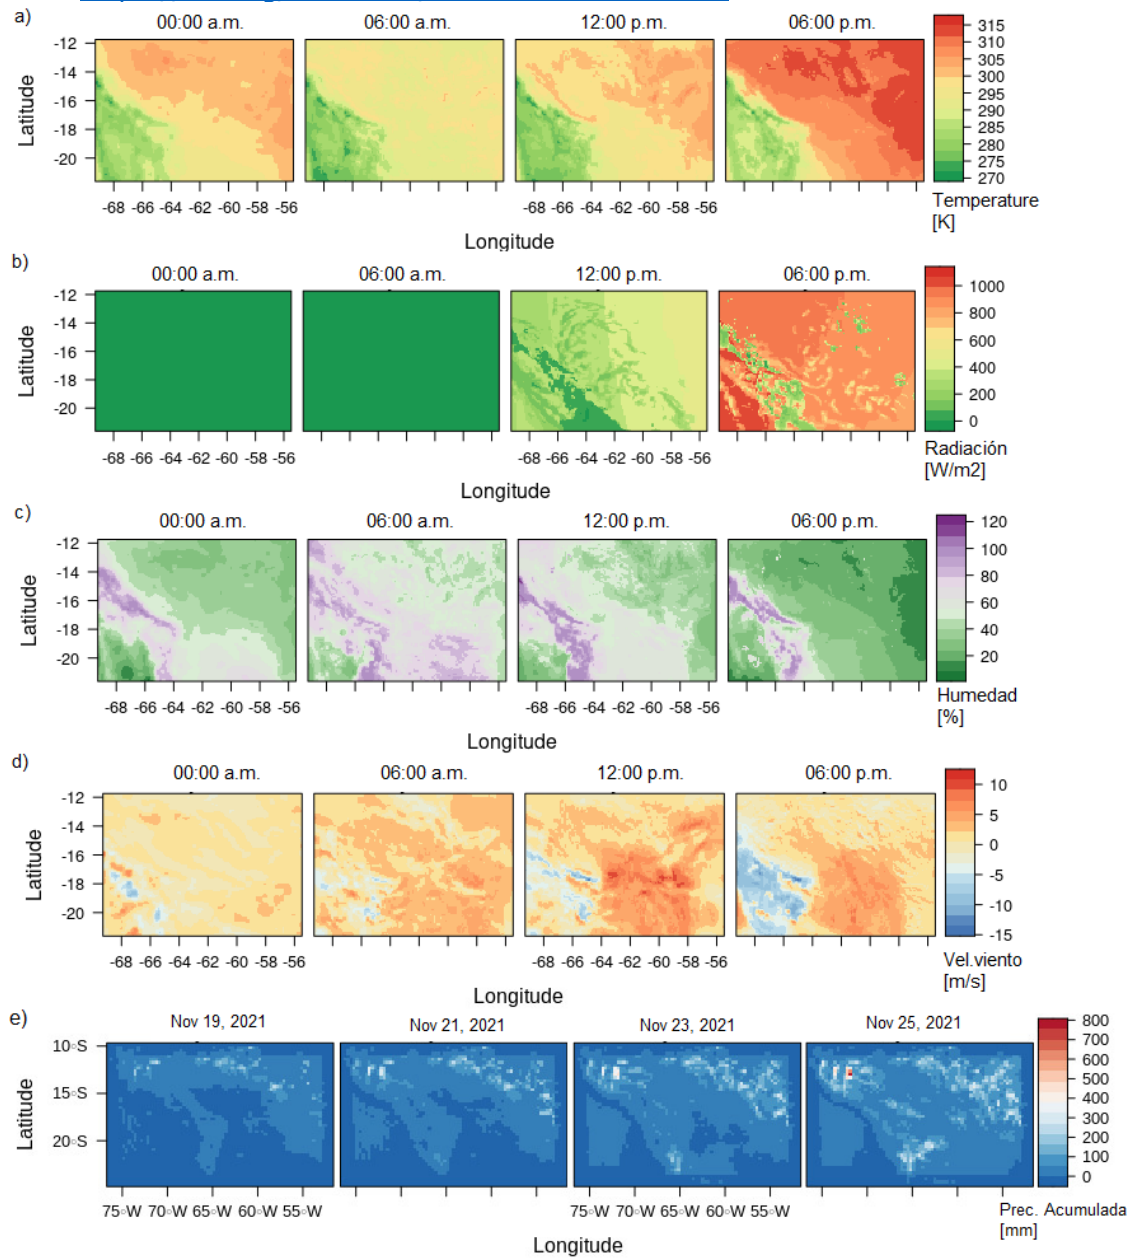 a)
00:00 a.m. 06:00 a.m. 12:00 p.m. 06:00 p.m.
-12
-14
-16
-18
-20
Latitude
-68 -66 -64 -62 -60 -58 -56
-68 -66 -64 -62 -60 -58 -56
Longitude
315
310
305
300
295
290
285
280
275
270
Temperature
[K]
b)
00:00 a.m. 06:00 a.m. 12:00 p.m. 06:00 p.m.
-12
-14
-16
-18
-20
Latitude
-68 -66 -64 -62 -60 -58 -56
-68 -66 -64 -62 -60 -58 -56
Longitude
1000
800
600
400
200
0
Radiación
[W/m2]
c)
00:00 a.m. 06:00 a.m. 12:00 p.m. 06:00 p.m.
-12
-14
-16
-18
-20
Latitude
-68 -66 -64 -62 -60 -58 -56
-68 -66 -64 -62 -60 -58 -56
Longitude
120
100
80
60
40
20
Humedad
[%]
d)
00:00 a.m. 06:00 a.m. 12:00 p.m. 06:00 p.m.
-12
-14
-16
-18
-20
Latitude
-68 -66 -64 -62 -60 -58 -56
-68 -66 -64 -62 -60 -58 -56
Longitude
10
5
0
-5
-10
-15
Vel.viento
[m/s]
e)
Nov 19, 2021 Nov 21, 2021 Nov 23, 2021 Nov 25, 2021
10°S
15°S
20°S
Latitude
75°W 70°W 65°W 60°W 55°W
75°W 70°W 65°W 60°W 55°W
Longitude
800
700
600
500
400
300
200
100
0
Prec. Acumulada
[mm]